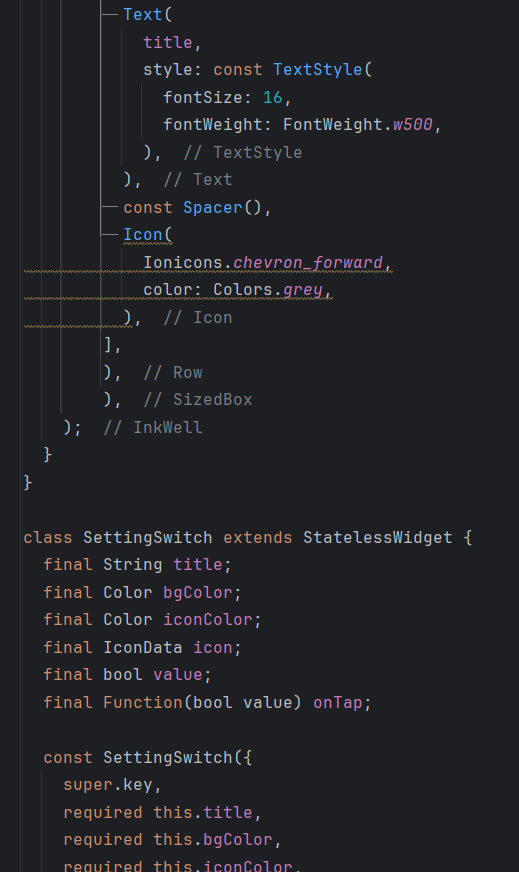 Text(
title,
style: const TextStyle(
fontSize: 16,
fontWeight: FontWeight.w500,
), // TextStyle
), // Text
const Spacer(),
Icon(
Ionicons.chevron_forward,
color: Colors.grey,
), // Icon
],
), // Row
), // SizedBox
); // InkWell
}
}
class SettingSwitch extends StatelessWidget {
final String title;
final Color bgColor;
final Color iconColor;
final IconData icon;
final bool value;
final Function(bool value) onTap;
const SettingSwitch({
super.key,
required this.title,
required this.bgColor,
required this.iconColor,